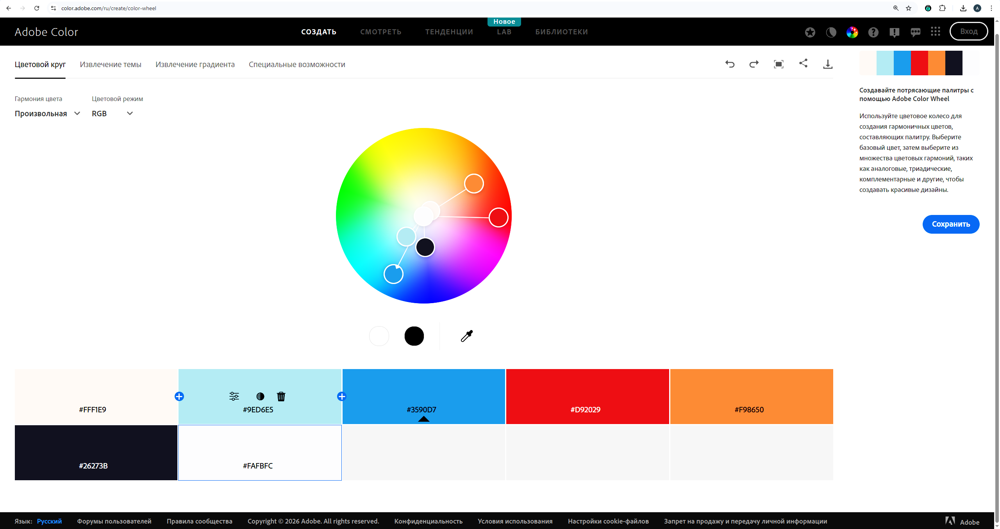 color.adobe.com/ru/create/color-wheel
A
Новое
Adobe Color
СОЗДАТЬ
СМОТРЕТЬ
ТЕНДЕНЦИИ
LAB
БИБЛИОТЕКИ
Вход
Цветовой круг
Извлечение темы
Извлечение градиента
Специальные возможности
Гармония цвета
Цветовой режим
Произвольная
RGB
Создавайте потрясающие палитры с
помощью Adobe Color Wheel
Используйте цветовое колесо для
создания гармоничных цветов,
составляющих палитру. Выберите
базовый цвет, затем выберите из
множества цветовых гармоний, таких
как аналоговые, триадические,
комплементарные и другие, чтобы
создавать красивые дизайны.
Сохранить
#FFF1E9
#9ED6E5
#3590D7
#D92029
#F98650
#26273B
#FAFBFC
Язык: Русский
Форумы пользователей
Правила сообщества
Copyright © 2026 Adobe. All rights reserved.
Конфиденциальность
Условия использования
Настройки cookie-файлов
Запрет на продажу и передачу личной информации
Adobe